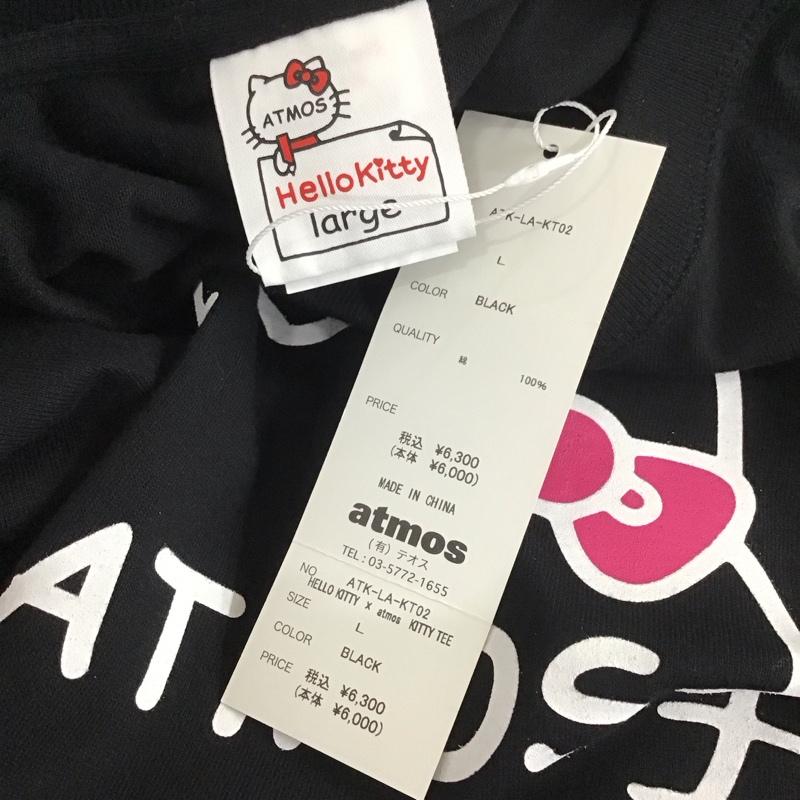 ATMOS
Hello Kitty
large
ATK-LA-KT02
L
COLOR BLACK
QUALITY
綿 100%
PRICE
税込 ¥6,300
(本体 ¥6,000)
MADE IN CHINA
atmos
(有)テオス
TEL:03-5772-1655
NO ATK-LA-KT02
HELLO KITTY x atmos KITTY TEE
SIZE L
COLOR BLACK
PRICE 税込 ¥6,300
(本体 ¥6,000)
ATMOS